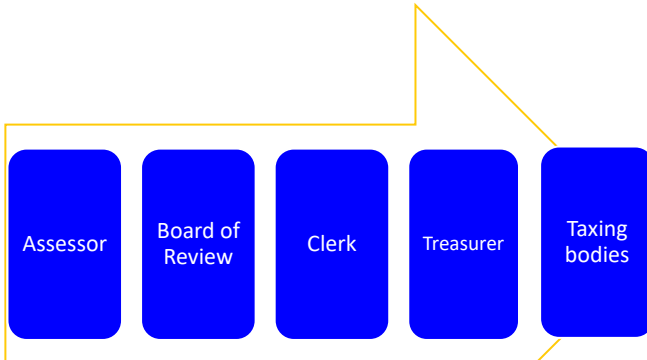 Assessor
Board of
Review
Clerk
Treasurer
Taxing
bodies